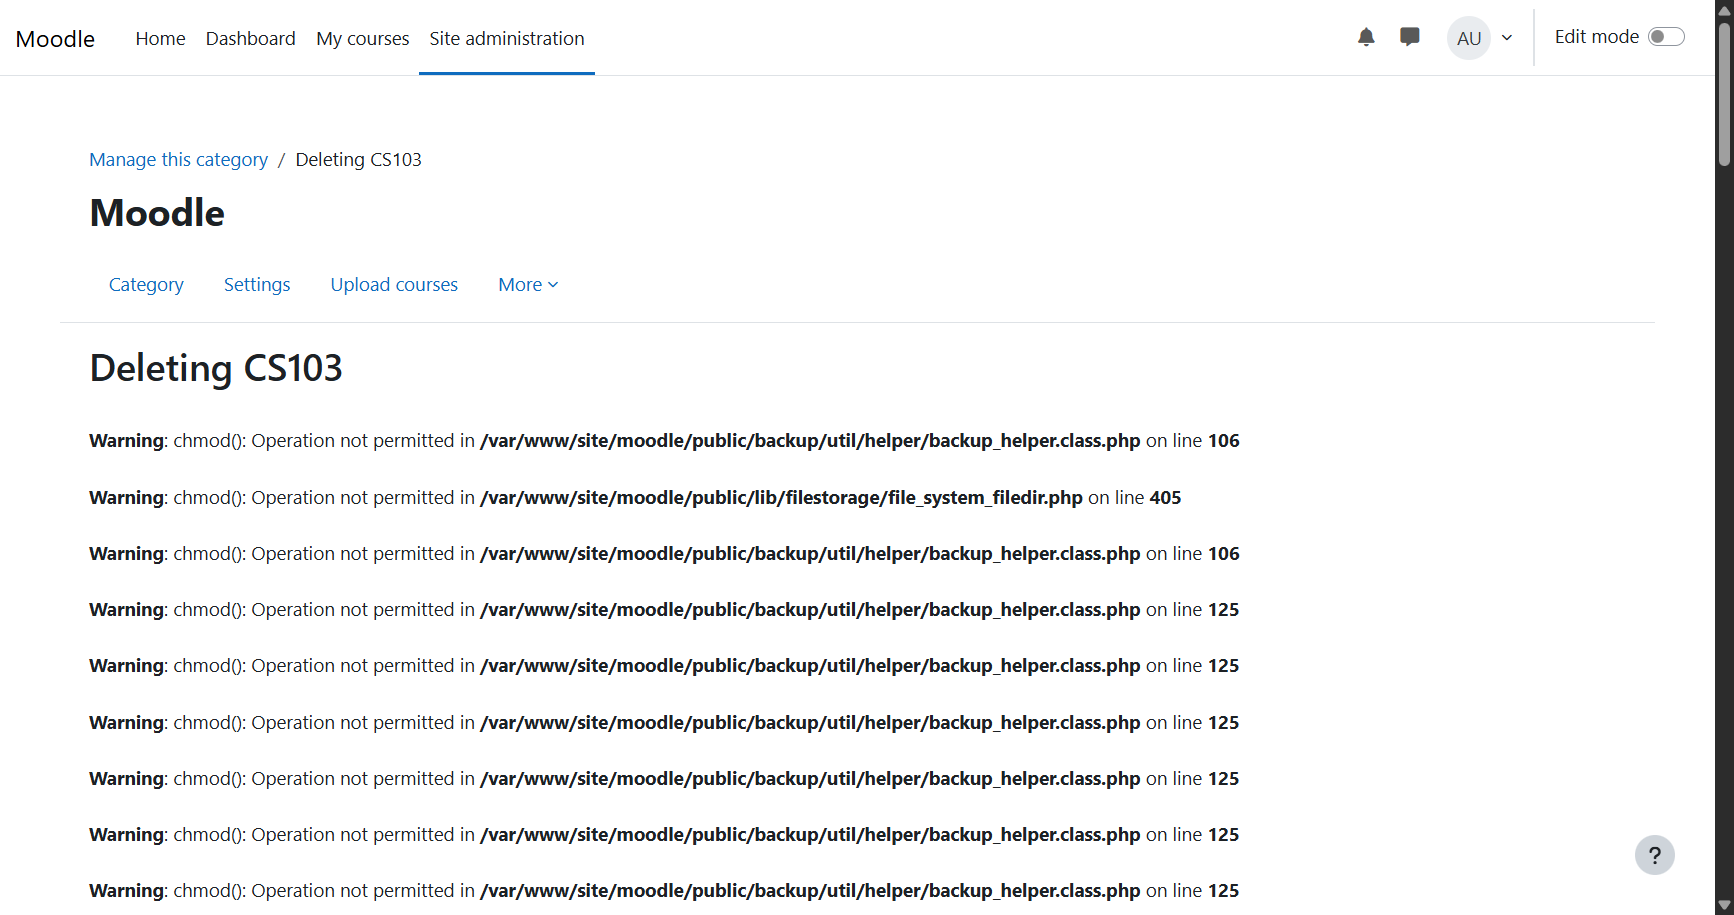 Moodle Home Dashboard My courses Site administration AU Edit mode
Manage this category / Deleting CS103
Moodle
Category Settings Upload courses More
Deleting CS103
Warning: chmod(): Operation not permitted in /var/www/site/moodle/public/backup/util/helper/backup_helper.class.php on line 106
Warning: chmod(): Operation not permitted in /var/www/site/moodle/public/lib/filestorage/file_system_filedir.php on line 405
Warning: chmod(): Operation not permitted in /var/www/site/moodle/public/backup/util/helper/backup_helper.class.php on line 106
Warning: chmod(): Operation not permitted in /var/www/site/moodle/public/backup/util/helper/backup_helper.class.php on line 125
Warning: chmod(): Operation not permitted in /var/www/site/moodle/public/backup/util/helper/backup_helper.class.php on line 125
Warning: chmod(): Operation not permitted in /var/www/site/moodle/public/backup/util/helper/backup_helper.class.php on line 125
Warning: chmod(): Operation not permitted in /var/www/site/moodle/public/backup/util/helper/backup_helper.class.php on line 125
Warning: chmod(): Operation not permitted in /var/www/site/moodle/public/backup/util/helper/backup_helper.class.php on line 125
?
Warning: chmod(): Operation not permitted in /var/www/site/moodle/public/backup/util/helper/backup_helper.class.php on line 125